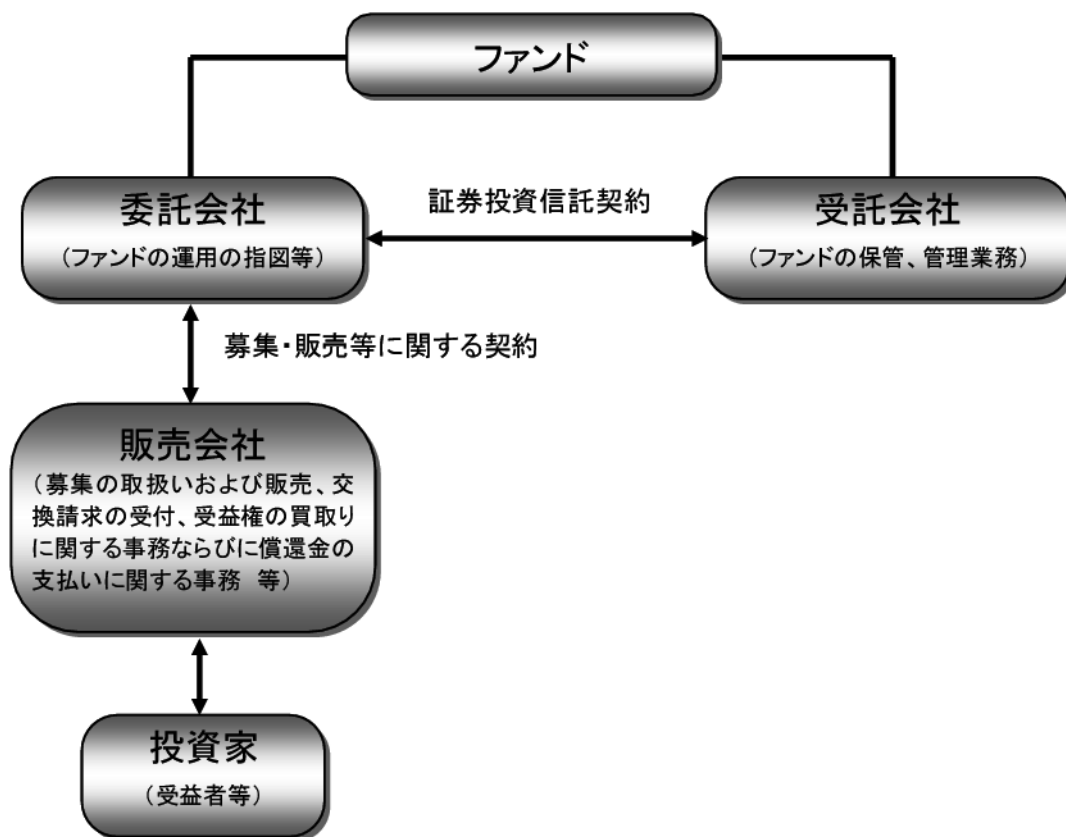 ファンド
委託会社
（ファンドの運用の指図等）
証券投資信託契約
受託会社
（ファンドの保管、管理業務）
募集・販売等に関する契約
販売会社
（募集の取扱いおよび販売、交
換請求の受付、受益権の買取り
に関する事務ならびに償還金の
支払いに関する事務　等）
投資家
（受益者等）